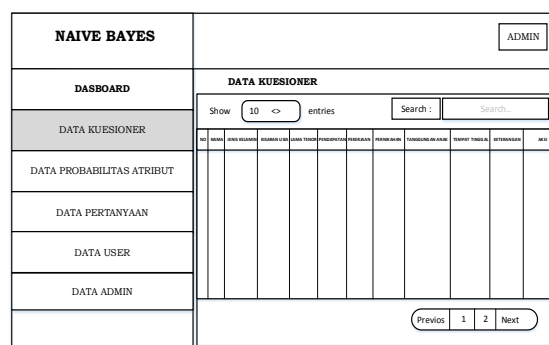 NAIVE BAYES
ADMIN
DASBOARD
DATA KUESIONER
DATA PROBABILITAS ATRIBUT
DATA PERTANYAAN
DATA USER
DATA ADMIN
DATA KUESIONER
Show 10 <> entries
Search : Search..
NO NAMA JENIS KELAMIN KISARAN USIA LAMA TENOR PENDAPATAN PEKERJAAN PERNIKAHAN TANGGUNGAN ANAK TEMPAT TINGGAL KETERANGAN AKSI
Previos 1 2 Next